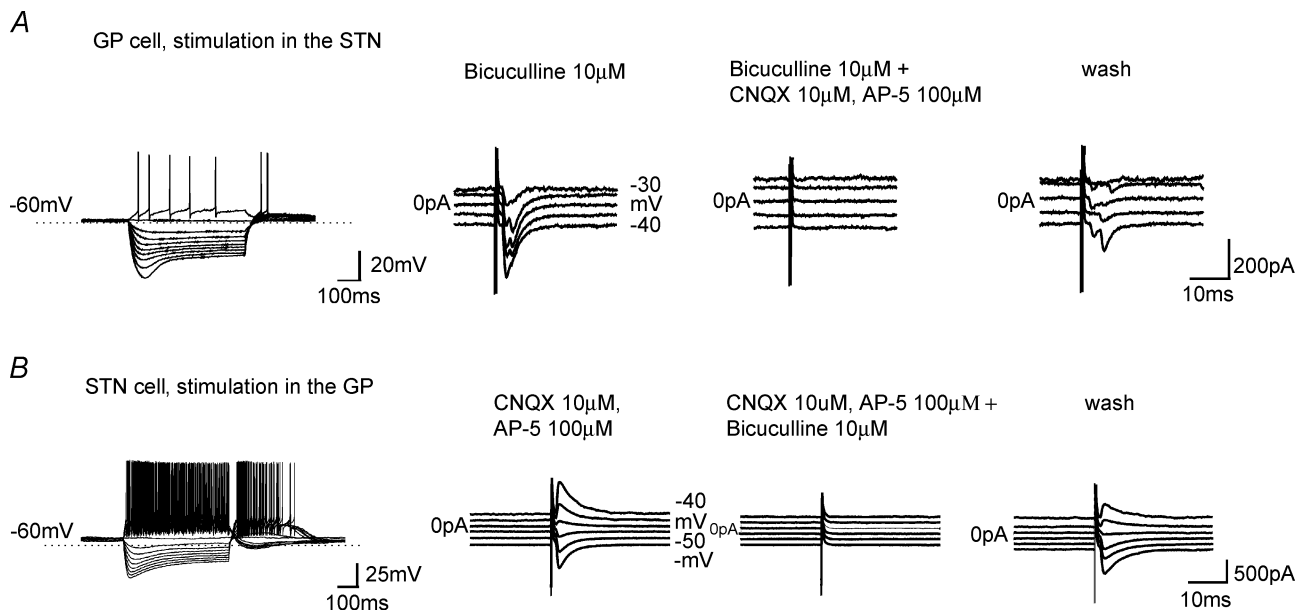 A
GP cell, stimulation in the STN
Bicuculline 10µM
Bicuculline 10µM +
CNQX 10µM, AP-5 100µM
wash
-60mV
20mV
100ms
0pA
-30
mV
-40
0pA
0pA
200pA
10ms
B
STN cell, stimulation in the GP
CNQX 10µM,
AP-5 100µM
CNQX 10uM, AP-5 100µM +
Bicuculline 10µM
wash
-60mV
25mV
100ms
0pA
-40
mV
-50
-mV
0pA
0pA
500pA
10ms